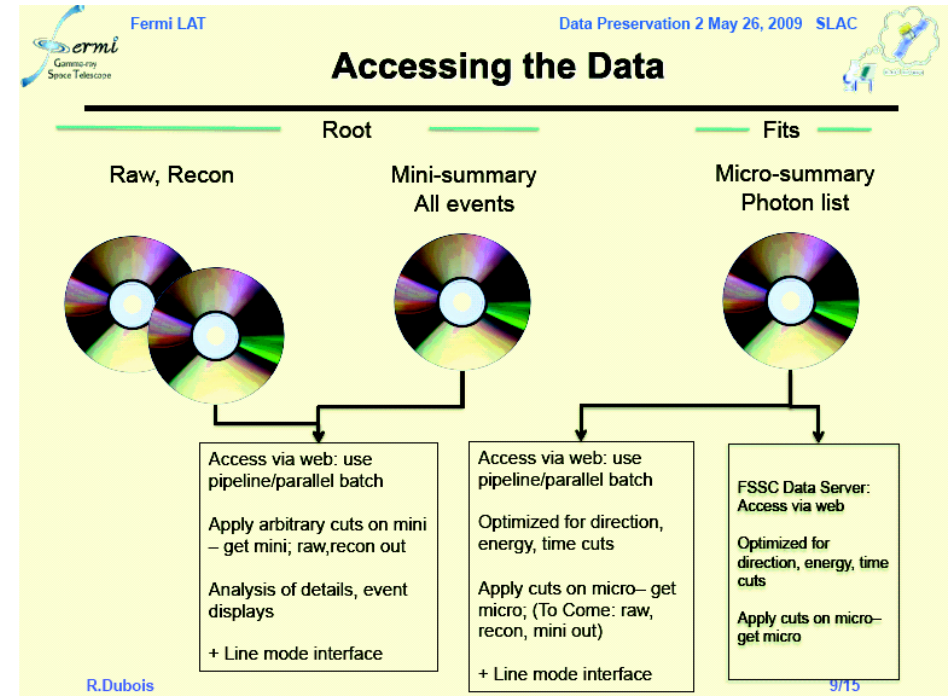 Fermi LAT
Data Preservation 2 May 26, 2009 SLAC
Fermi
Gamma-ray
Space Telescope
Accessing the Data
Root
Fits
Raw, Recon
Mini-summary
All events
Micro-summary
Photon list
Access via web: use
pipeline/parallel batch
Apply arbitrary cuts on mini
– get mini; raw,recon out
Analysis of details, event
displays
+ Line mode interface
Access via web: use
pipeline/parallel batch
Optimized for direction,
energy, time cuts
Apply cuts on micro– get
micro; (To Come: raw,
recon, mini out)
+ Line mode interface
FSSC Data Server:
Access via web
Optimized for
direction, energy, time
cuts
Apply cuts on micro–
get micro
R.Dubois
9/15